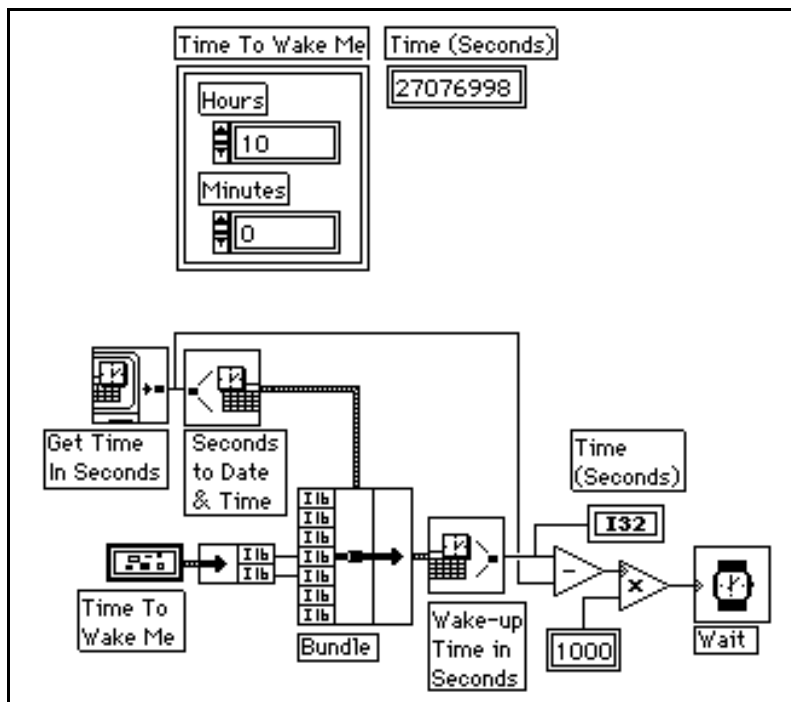 Time To Wake Me
Time (Seconds)
27076998
Hours
10
Minutes
0
Get Time
In Seconds
Seconds
to Date
& Time
Time
(Seconds)
I32
Time To
Wake Me
Bundle
Wake-up
Time in
Seconds
1000
Wait